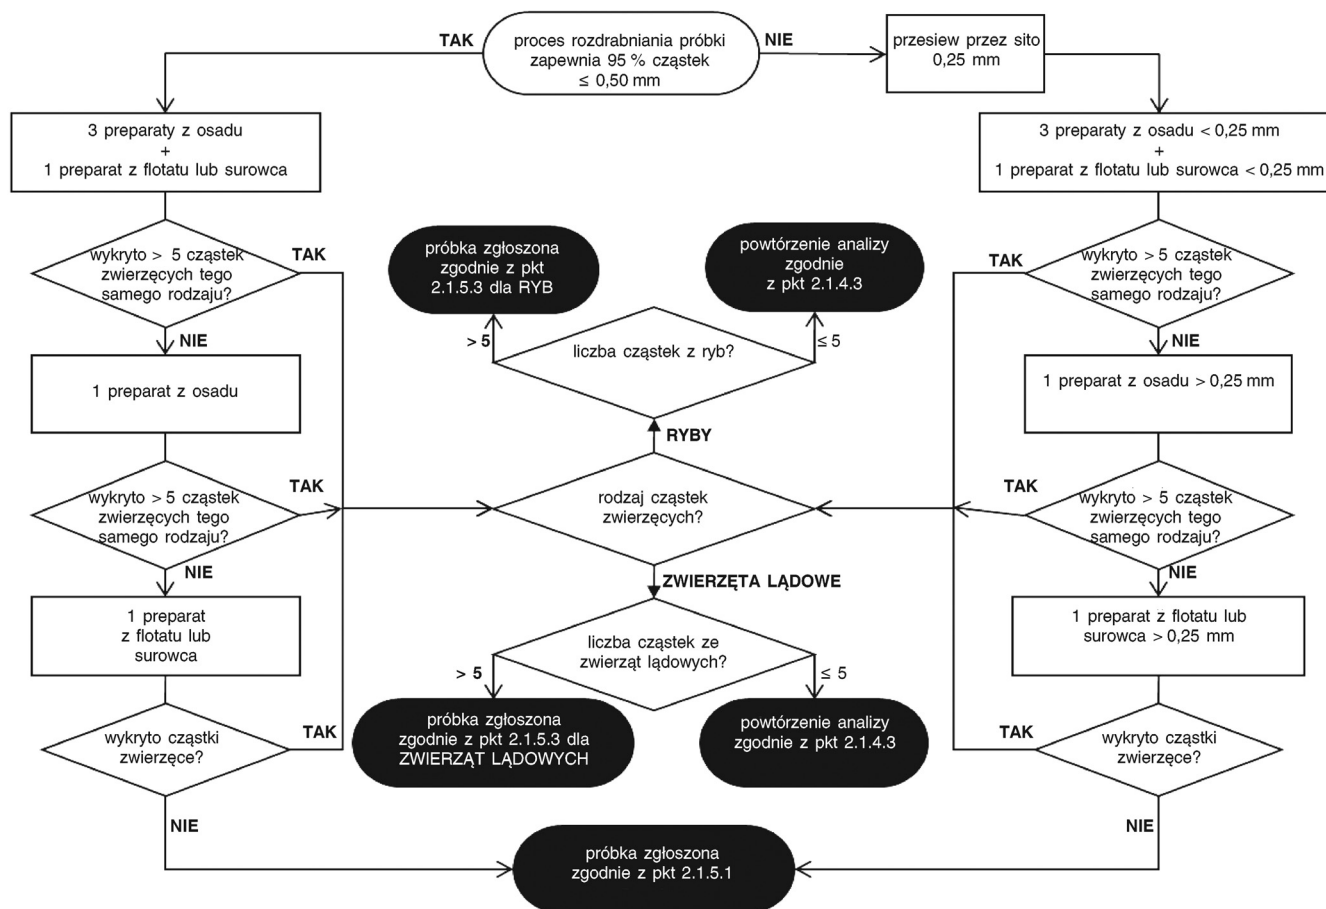 TAK
proces rozdrabniania próbki
zapewnia 95 % cząstek
≤ 0,50 mm
NIE
przesiew przez sito
0,25 mm
3 preparaty z osadu
+
1 preparat z flotatu lub surowca
3 preparaty z osadu < 0,25 mm
+
1 preparat z flotatu lub surowca < 0,25 mm
wykryto > 5 cząstek
zwierzęcych tego
samego rodzaju?
TAK
próbka zgłoszona
zgodnie z pkt
2.1.5.3 dla RYB
powtórzenie analizy
zgodnie
z pkt 2.1.4.3
TAK
wykryto > 5 cząstek
zwierzęcych tego
samego rodzaju?
NIE
> 5
liczba cząstek z ryb?
≤ 5
NIE
1 preparat z osadu
1 preparat z osadu > 0,25 mm
RYBY
wykryto > 5 cząstek
zwierzęcych tego
samego rodzaju?
TAK
rodzaj cząstek
zwierzęcych?
TAK
wykryto > 5 cząstek
zwierzęcych tego
samego rodzaju?
NIE
ZWIERZĘTA LĄDOWE
NIE
1 preparat
z flotatu lub
surowca
1 preparat z flotatu lub
surowca > 0,25 mm
liczba cząstek ze
zwierząt lądowych?
> 5
≤ 5
wykryto cząstki
zwierzęce?
TAK
próbka zgłoszona
zgodnie z pkt 2.1.5.3 dla
ZWIERZĄT LĄDOWYCH
powtórzenie analizy
zgodnie z pkt 2.1.4.3
TAK
wykryto cząstki
zwierzęce?
NIE
NIE
próbka zgłoszona
zgodnie z pkt 2.1.5.1